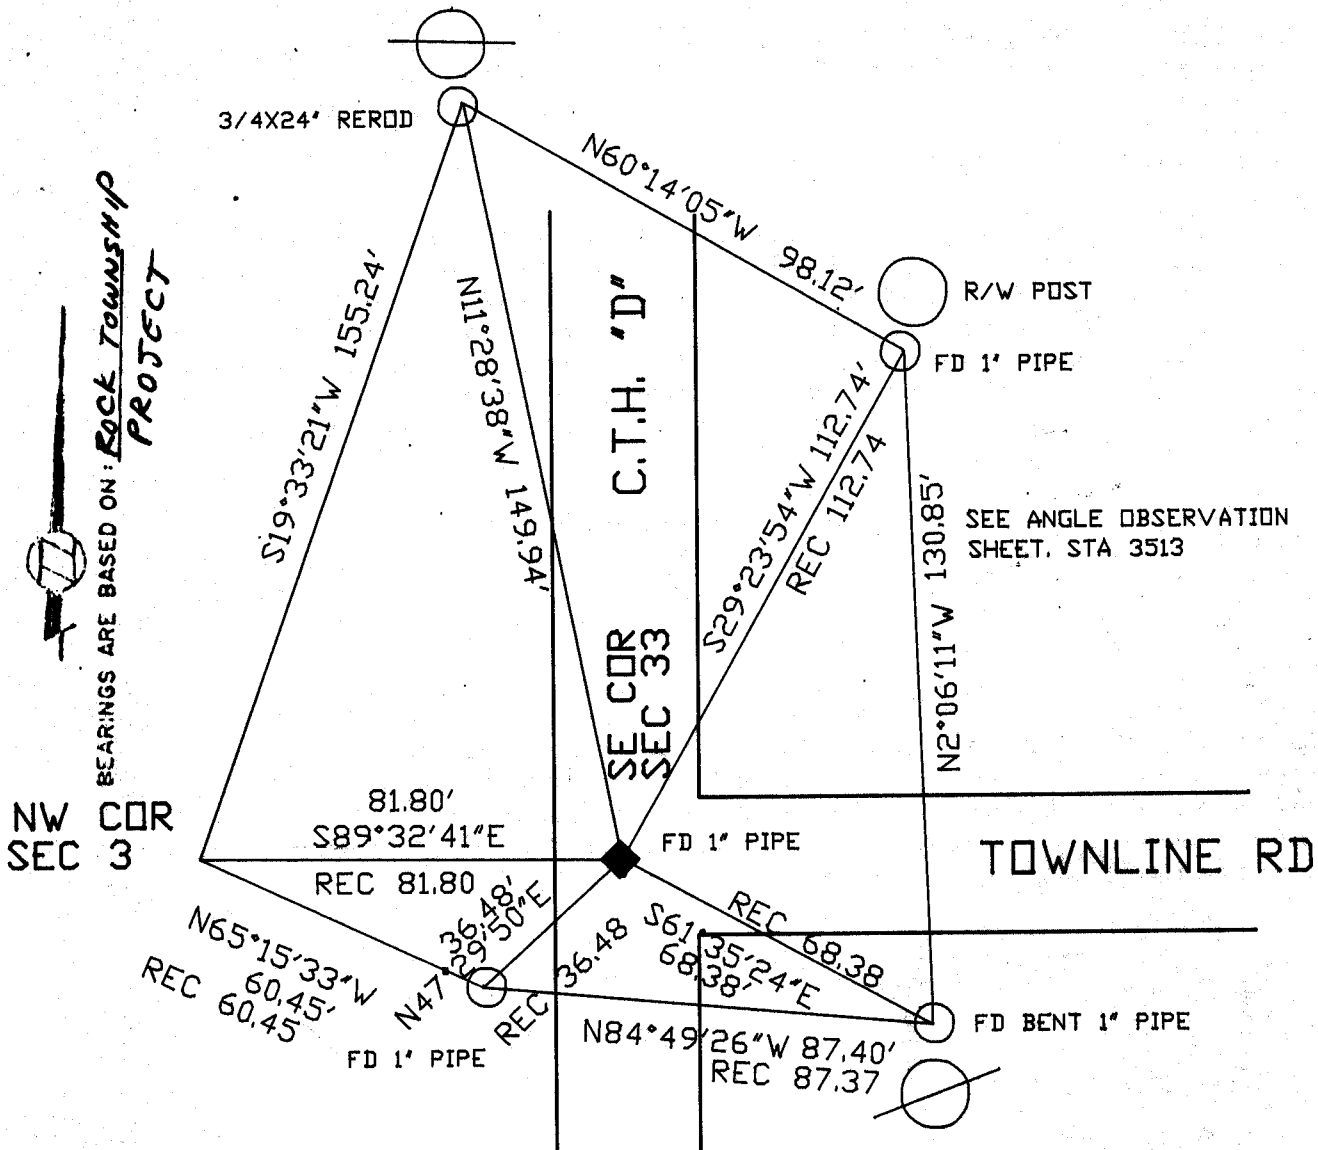 3/4X24" REROD
N60°14'05"W 98.12'
R/W POST
FD 1" PIPE
BEARINGS ARE BASED ON: ROCK TOWNSHIP
PROJECT
S19°33'21"W 155.24'
N11°28'38"W 149.94'
C.T.H. "D"
S29°23'54"W 112.74'
REC 112.74
N2°06'11"W 130.85'
SEE ANGLE OBSERVATION
SHEET. STA 3513
SE COR
SEC 33
NW COR
SEC 3
81.80'
S89°32'41"E
REC 81.80
FD 1" PIPE
TOWNLINE RD
N65°15'33"W
60.45'
REC 60.45
36.48'
N47°29'50"E
REC 36.48
FD 1" PIPE
REC 68.38
S61°35'24"E
68.38'
N84°49'26"W 87.40'
REC 87.37
FD BENT 1" PIPE